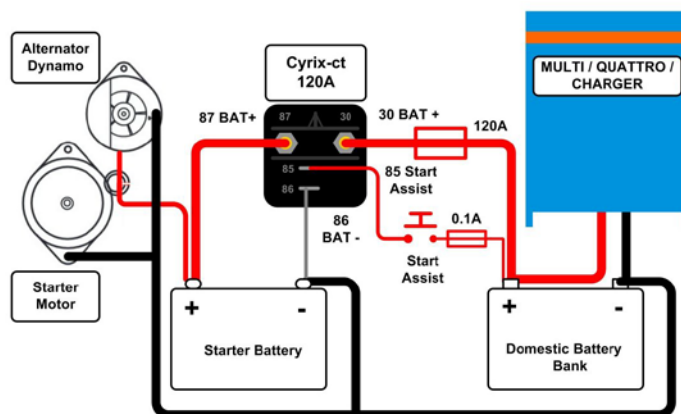 Alternator
Dynamo
Cyrix-ct
120A
MULTI / QUATTRO /
CHARGER
87 BAT+
87
30
30 BAT +
120A
85
86
85 Start
Assist
86
BAT -
0.1A
Start
Assist
Starter
Motor
+
-
Starter Battery
+
-
Domestic Battery
Bank